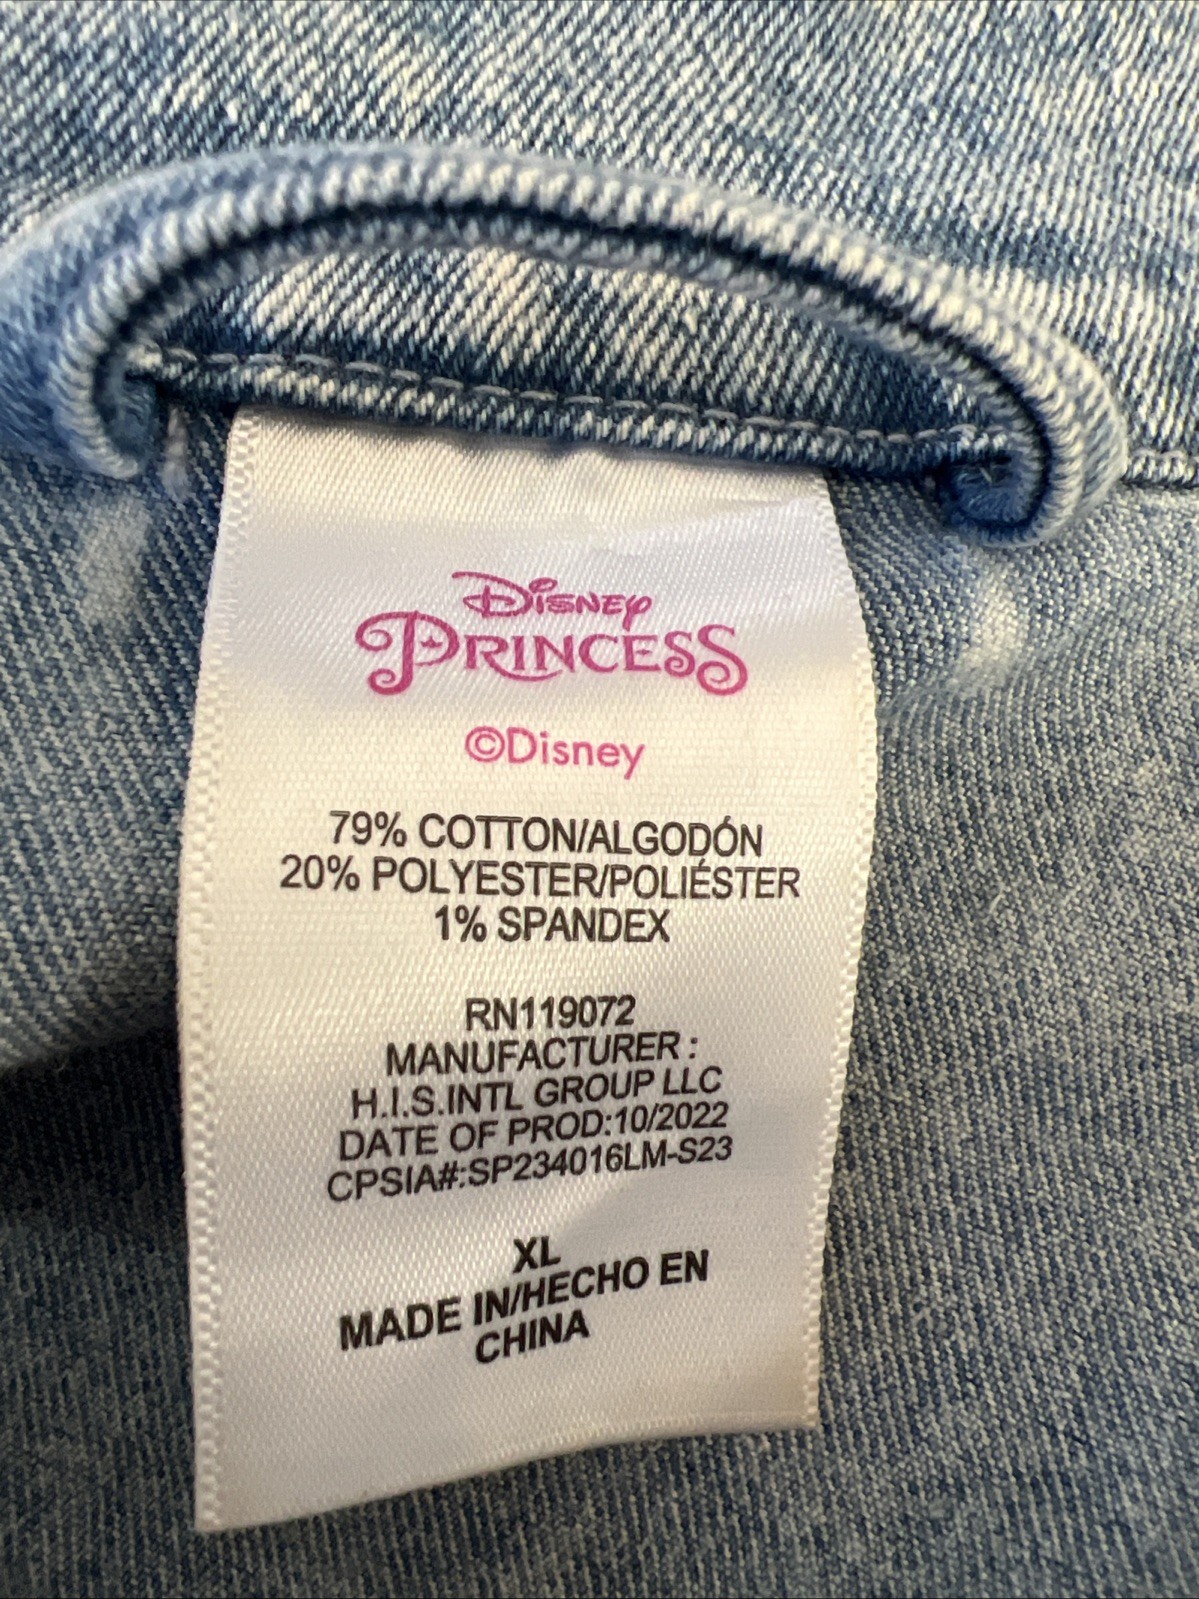 Disney
PRINCESS
©Disney
79% COTTON/ALGODÓN
20% POLYESTER/POLIÉSTER
1% SPANDEX
RN119072
MANUFACTURER :
H.I.S.INTL GROUP LLC
DATE OF PROD:10/2022
CPSIA#:SP234016LM-S23
XL
MADE IN/HECHO EN
CHINA